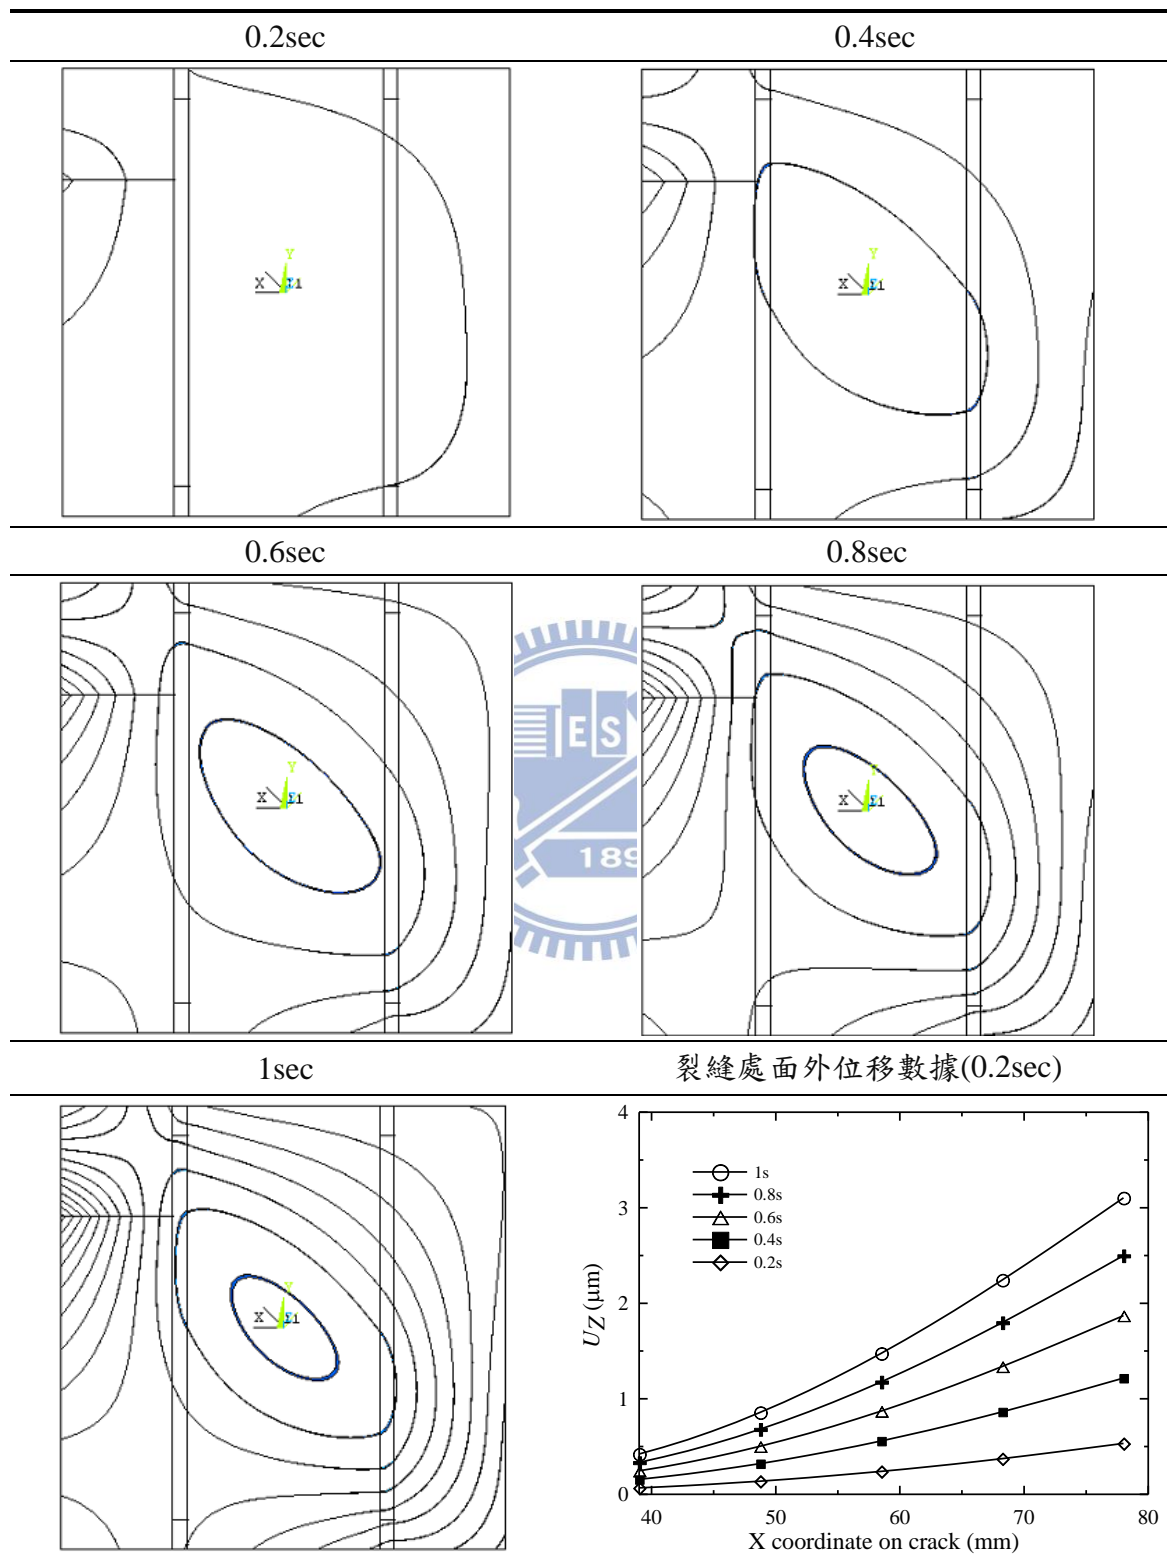 0.2sec
0.4sec
Y
X
Y
X
0.6sec
0.8sec
Y
X
ES
189
Y
X
1sec
裂縫處面外位移數據(0.2sec)
Y
X
4
3
2
1
0
UZ (μm)
1s
0.8s
0.6s
0.4s
0.2s
40 50 60 70 80
X coordinate on crack (mm)